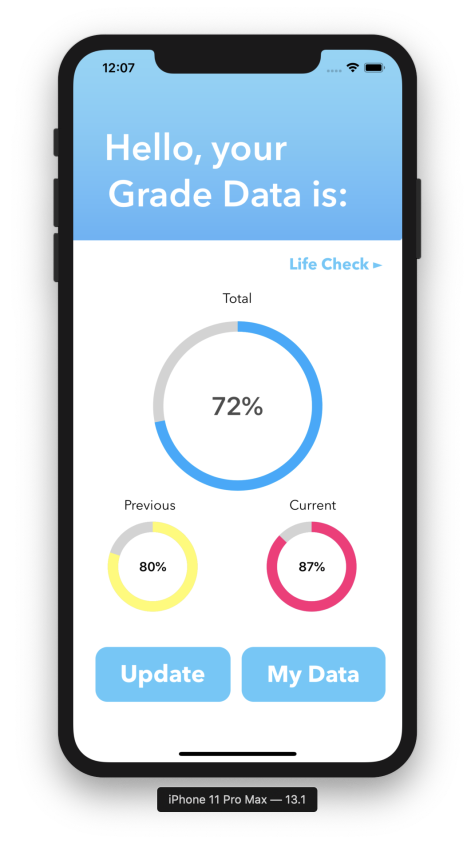 12:07
Hello, your
Grade Data is:
Life Check ►
Total
72%
Previous
Current
80%
87%
Update
My Data
iPhone 11 Pro Max — 13.1